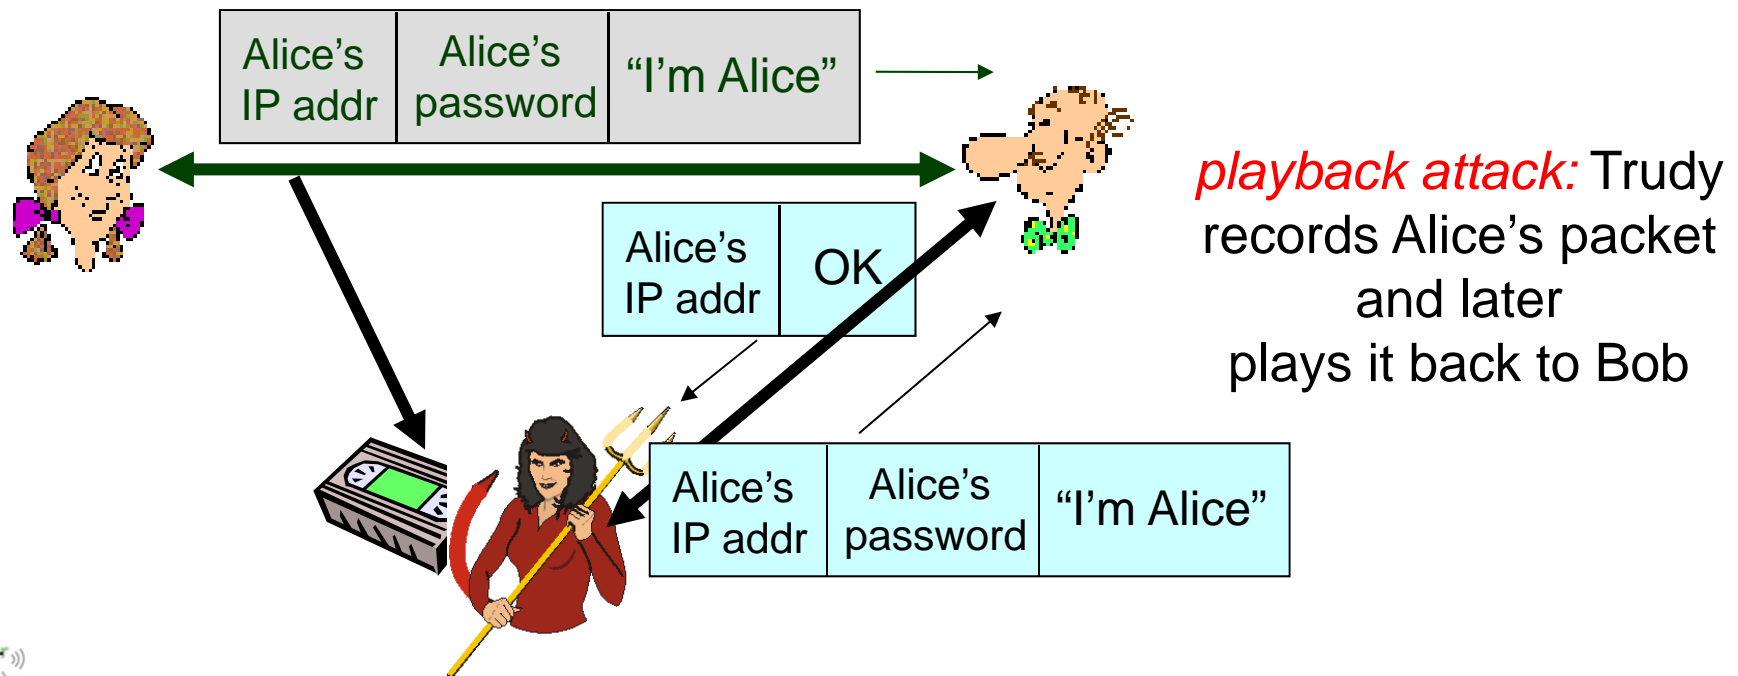 Alice’s
IP addr
Alice’s
password
“I’m Alice”
Alice’s
IP addr
OK
playback attack: Trudy
records Alice’s packet
and later
plays it back to Bob
Alice’s
IP addr
Alice’s
password
“I’m Alice”